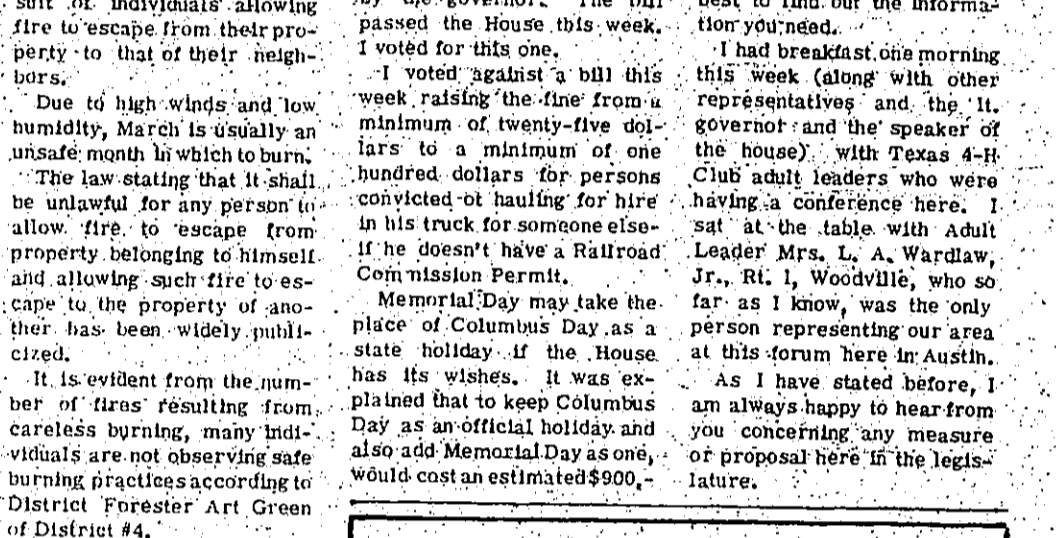 suit of individuals allowing
fire to escape from their pro-
perty to that of their neigh-
bors.
Due to high winds and low
humidity, March is usually an
unsafe month in which to burn.
The law stating that it shall
be unlawful for any person to
allow fire to escape from
property belonging to himself
and allowing such fire to es-
cape to the property of ano-
ther has been widely publi-
cized.
It is evident from the num-
ber of fires resulting from
careless burning, many indi-
viduals are not observing safe
burning practices according to
District Forester Art Green
of District #4.
by the governor. The bill
passed the House this week.
I voted for this one.
I voted against a bill this
week raising the fine from a
minimum of twenty-five dol-
lars to a minimum of one
hundred dollars for persons
convicted of hauling for hire
in his truck for someone else
if he doesn't have a Railroad
Commission Permit.
Memorial Day may take the
place of Columbus Day as a
state holiday if the House
has its wishes. It was ex-
plained that to keep Columbus
Day as an official holiday and
also add Memorial Day as one,
would cost an estimated $900,-
best to find out the informa-
tion you need.
I had breakfast one morning
this week (along with other
representatives and the lt.
governor and the speaker of
the house) with Texas 4-H
Club adult leaders who were
having a conference here. I
sat at the table with Adult
Leader Mrs. L. A. Wardlaw,
Jr., Rt. 1, Woodville, who so
far as I know, was the only
person representing our area
at this forum here in Austin.
As I have stated before, I
am always happy to hear from
you concerning any measure
or proposal here in the legis-
lature.